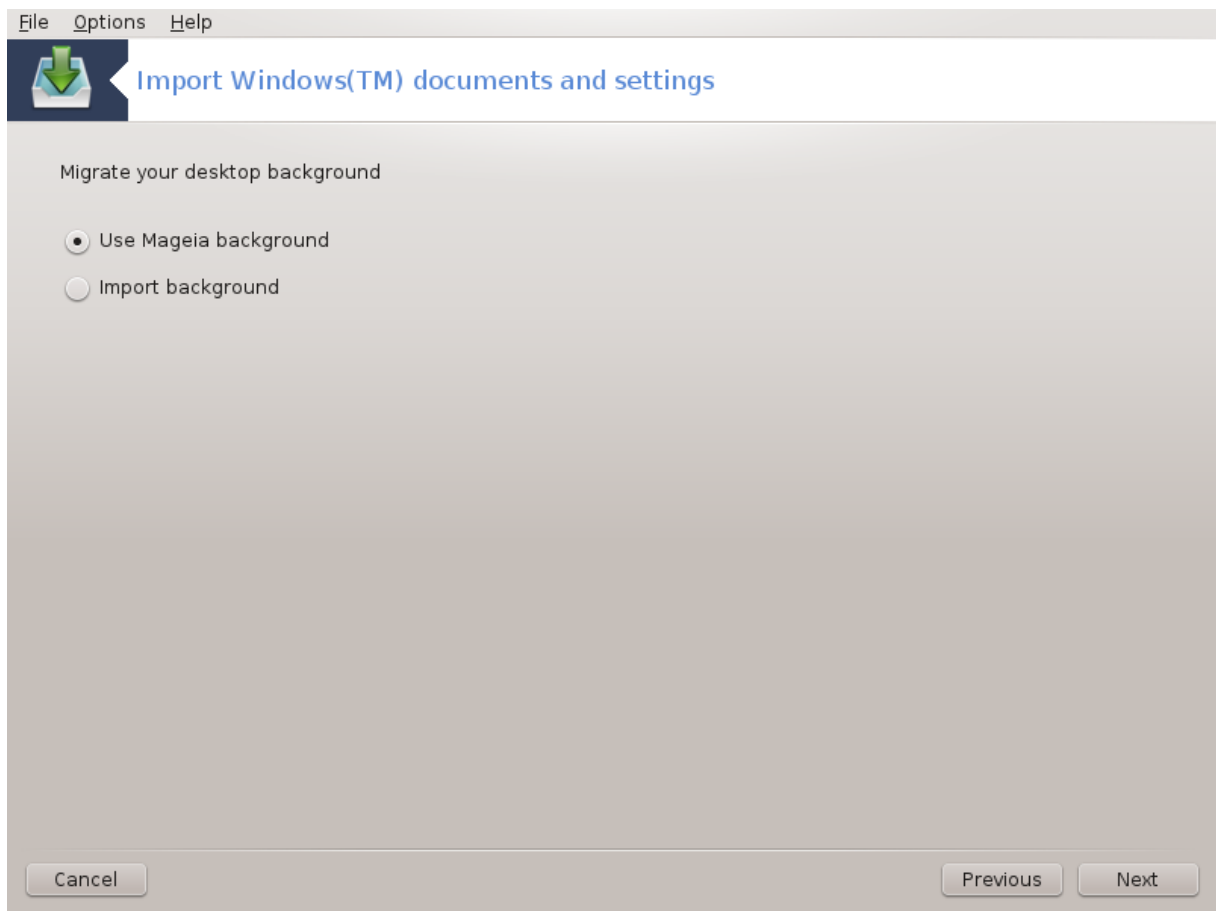 File Options Help
Import Windows(TM) documents and settings
Migrate your desktop background
Use Mageia background
Import background
Cancel Previous Next